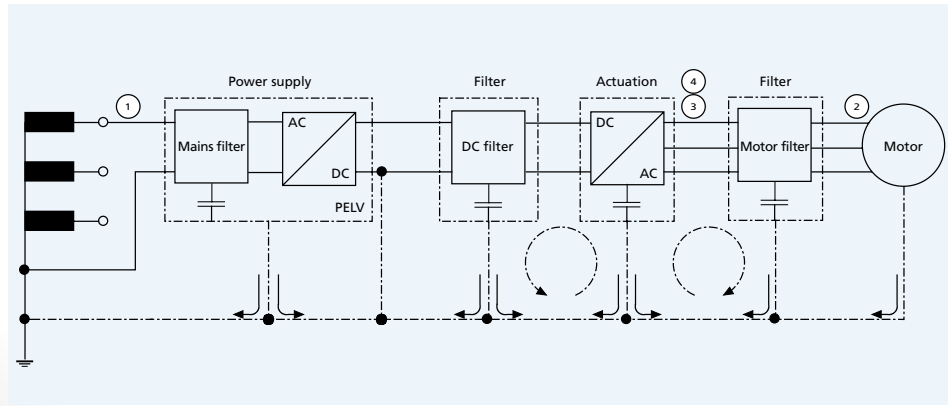 Power supply
Filter
Actuation
4
Filter
1
3
2
AC
DC
Mains filter
DC filter
Motor filter
Motor
DC
AC
PELV